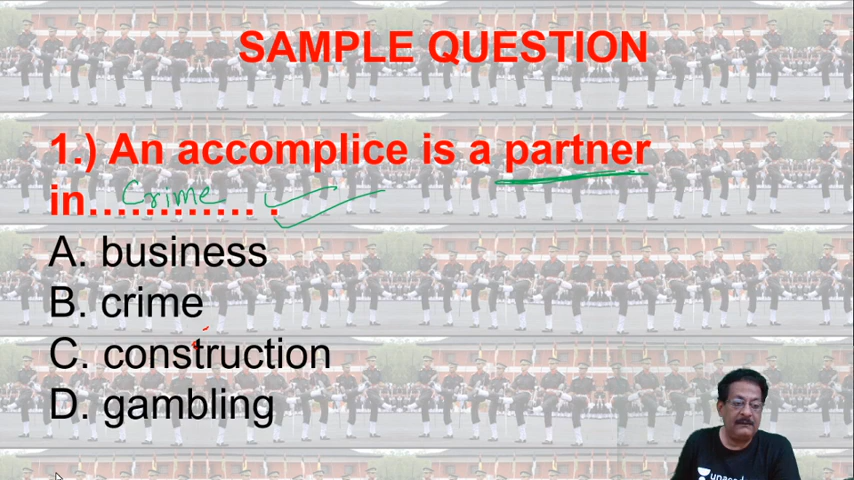 SAMPLE QUESTION
1.) An accomplice is a partner
in…Crime………. .
A. business
B. crime
C. construction
D. gambling